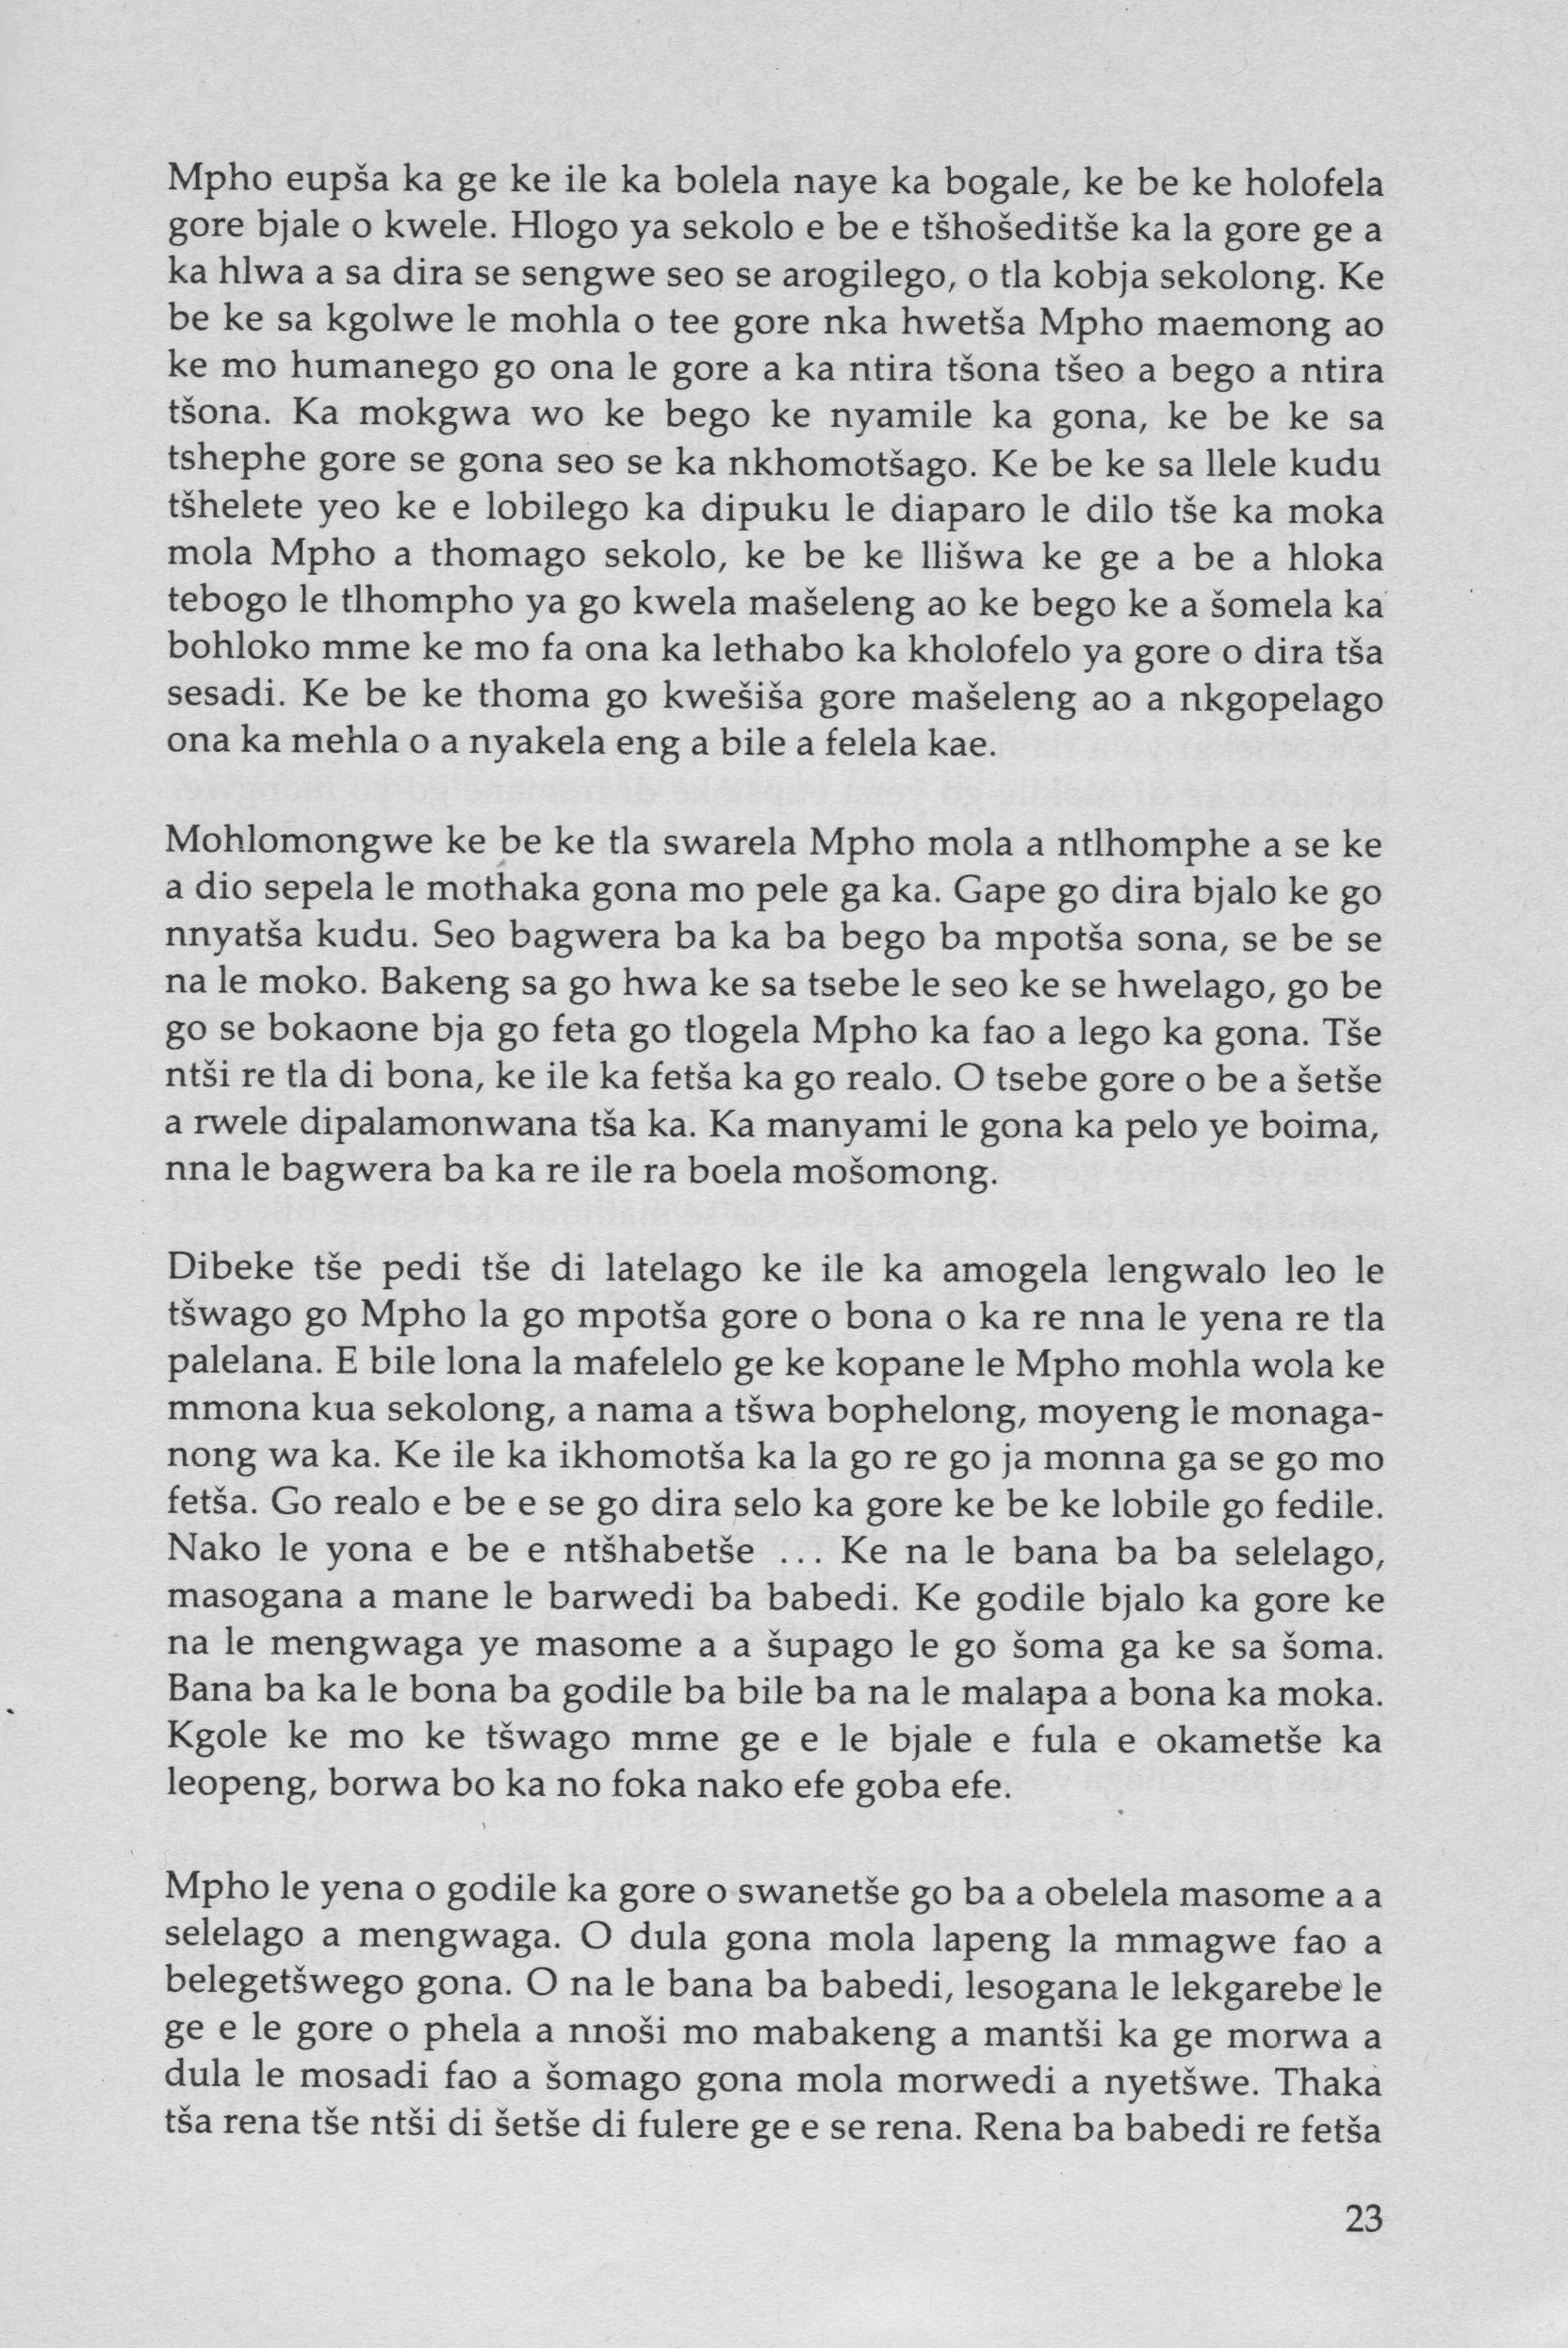 Mpho eupša ka ge ke ile ka bolela naye ka bogale, ke be ke holofela
gore bjale o kwele. Hlogo ya sekolo e be e tšhošeditše ka la gore ge a
ka hlwa a sa dira se sengwe seo se arogilego, o tla kobja sekolong. Ke
be ke sa kgolwe le mohla o tee gore nka hwetša Mpho maemong ao
ke mo humanego go ona le gore a ka ntira tšona tšeo a bego a ntira
tšona. Ka mokgwa wo ke bego ke nyamile ka gona, ke be ke sa
tshephe gore se gona seo se ka nkhomotšago. Ke be ke sa llele kudu
tšhelete yeo ke e lobilego ka dipuku le diaparo le dilo tše ka moka
mola Mpho a thomago sekolo, ke be ke llišwa ke ge a be a hloka
tebogo le tlhompho ya go kwela mašeleng ao ke bego ke a šomela ka
bohloko mme ke mo fa ona ka lethabo ka kholofelo ya gore o dira tša
sesadi. Ke be ke thoma go kwešiša gore mašeleng ao a nkgopelago
ona ka mehla o a nyakela eng a bile a felela kae.

Mohlomongwe ke be ke tla swarela Mpho mola a ntlhomphe a se ke
a dio sepela le mothaka gona mo pele ga ka. Gape go dira bjalo ke go
nnyatša kudu. Seo bagwera ba ka ba bego ba mpotša sona, se be se
na le moko. Bakeng sa go hwa ke sa tsebe le seo ke se hwelago, go be
go se bokaone bja go feta go tlogela Mpho ka fao a lego ka gona. Tše
ntši re tla di bona, ke ile ka fetša ka go realo. O tsebe gore o be a šetše
a rwele dipalamonwana tša ka. Ka manyami le gona ka pelo ye boima,
nna le bagwera ba ka re ile ra boela mošomong.

Dibeke tše pedi tše di latelago ke ile ka amogela lengwalo leo le
tšwago go Mpho la go mpotša gore o bona o ka re nna le yena re tla
palelana. E bile lona la mafelelo ge ke kopane le Mpho mohla wola ke
mmona kua sekolong, a nama a tšwa bophelong, moyeng le monaga-
nong wa ka. Ke ile ka ikhomotša ka la go re go ja monna ga se go mo
fetša. Go realo e be e se go dira selo ka gore ke be ke lobile go fedile.
Nako le yona e be e ntšhabetše ... Ke na le bana ba ba selelago,
masogana a mane le barwedi ba babedi. Ke godile bjalo ka gore ke
na le mengwaga ye masome a a šupago le go šoma ga ke sa šoma.
Bana ba ka le bona ba godile ba bile ba na le malapa a bona ka moka.
Kgole ke mo ke tšwago mme ge e le bjale e fula e okametše ka
leopeng, borwa bo ka no foka nako efe goba efe.

Mpho le yena o godile ka gore o swanetše go ba a obelela masome a a
selelago a mengwaga. O dula gona mola lapeng la mmagwe fao a
belegetšwego gona. O na le bana ba babedi, lesogana le lekgarebe le
ge e le gore o phela a nnoši mo mabakeng a mantši ka ge morwa a
dula le mosadi fao a šomago gona mola morwedi a nyetšwe. Thaka
tša rena tše ntši di šetše di fulere ge e se rena. Rena ba babedi re fetša

23